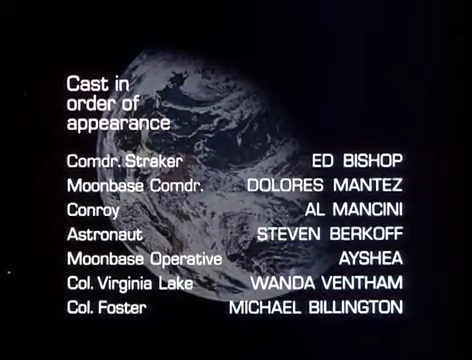 Cast in
order of
appearance
Comdr. Straker ED BISHOP
Moonbase Comdr. DOLORES MANTEZ
Conroy AL MANCINI
Astronaut STEVEN BERKOFF
Moonbase Operative AYSHEA
Col. Virginia Lake WANDA VENTHAM
Col. Foster MICHAEL BILLINGTON